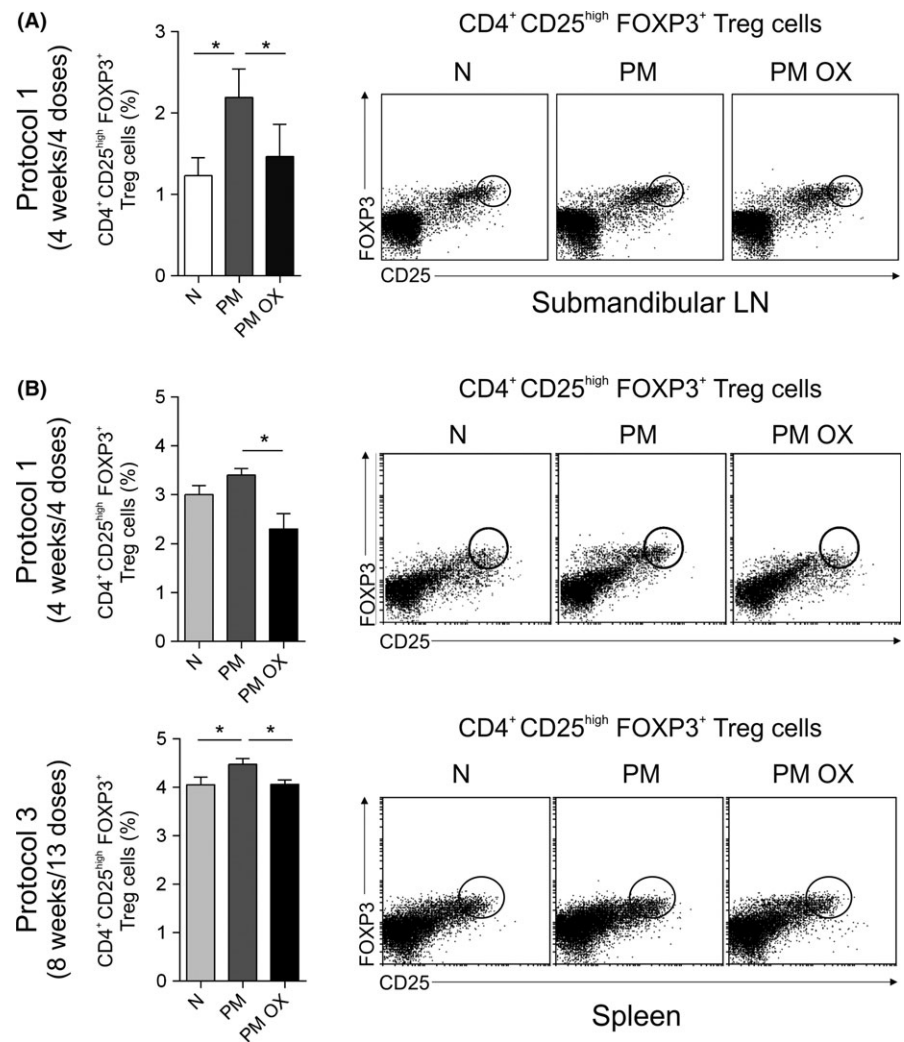 (A)
Protocol 1
(4 weeks/4 doses)
CD4⁺ CD25ʰⁱᵍʰ FOXP3⁺
Treg cells (%)
3
2
1
0
*
*
N
PM
PM OX
CD4⁺ CD25ʰⁱᵍʰ FOXP3⁺ Treg cells
N
PM
PM OX
FOXP3
CD25
Submandibular LN
(B)
Protocol 1
(4 weeks/4 doses)
CD4⁺ CD25ʰⁱᵍʰ FOXP3⁺
Treg cells (%)
5
4
3
2
1
0
*
N
PM
PM OX
CD4⁺ CD25ʰⁱᵍʰ FOXP3⁺ Treg cells
N
PM
PM OX
FOXP3
CD25
Protocol 3
(8 weeks/13 doses)
CD4⁺ CD25ʰⁱᵍʰ FOXP3⁺
Treg cells (%)
5
4
3
2
1
0
*
*
N
PM
PM OX
CD4⁺ CD25ʰⁱᵍʰ FOXP3⁺ Treg cells
N
PM
PM OX
FOXP3
CD25
Spleen